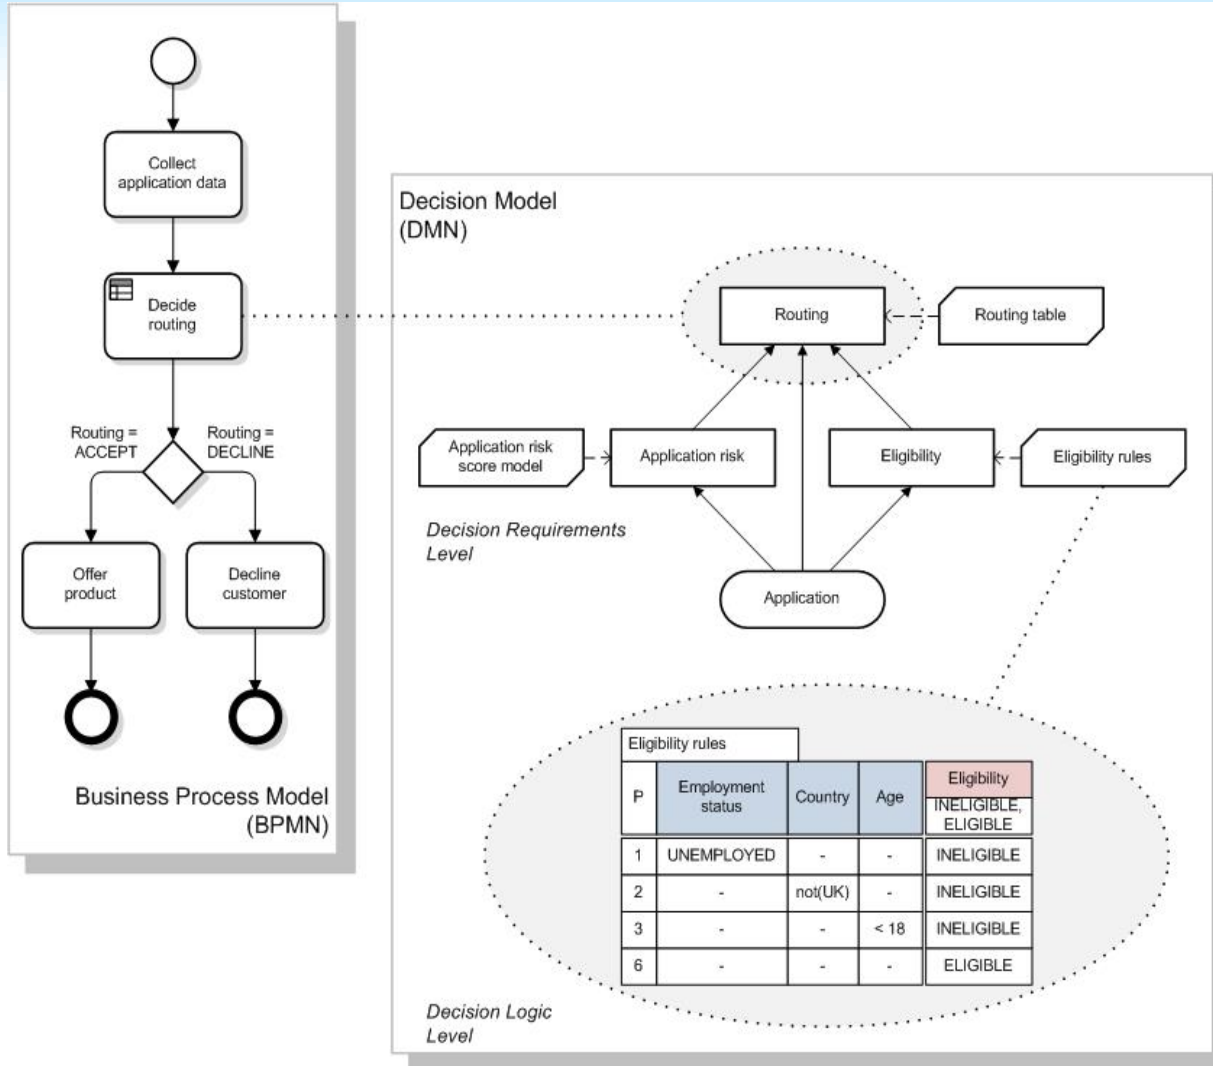 Collect
application data
Decide
routing
Routing =
ACCEPT
Routing =
DECLINE
Offer
product
Decline
customer
Business Process Model
(BPMN)
Decision Model
(DMN)
Routing
Routing table
Application risk
score model
Application risk
Eligibility
Eligibility rules
Decision Requirements
Level
Application
Eligibility rules
P
Employment
status
Country
Age
Eligibility
INELIGIBLE,
ELIGIBLE
1 UNEMPLOYED - - INELIGIBLE
2 - not(UK) - INELIGIBLE
3 - - < 18 INELIGIBLE
6 - - - ELIGIBLE
Decision Logic
Level